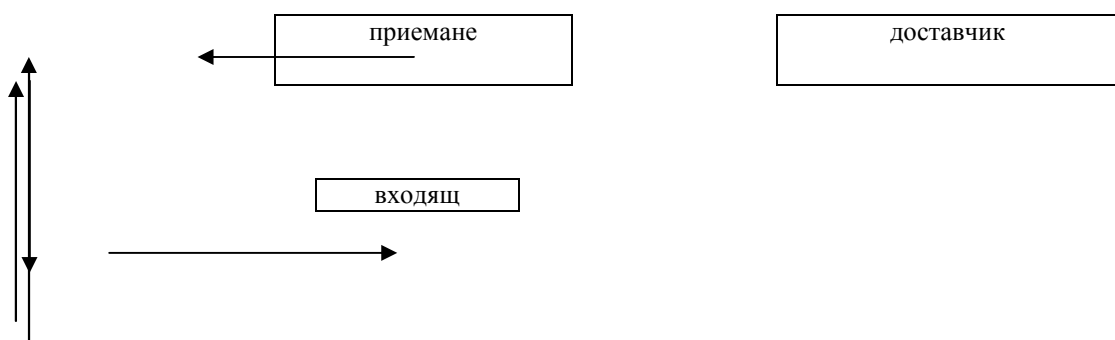 приемане
доставчик
входящ